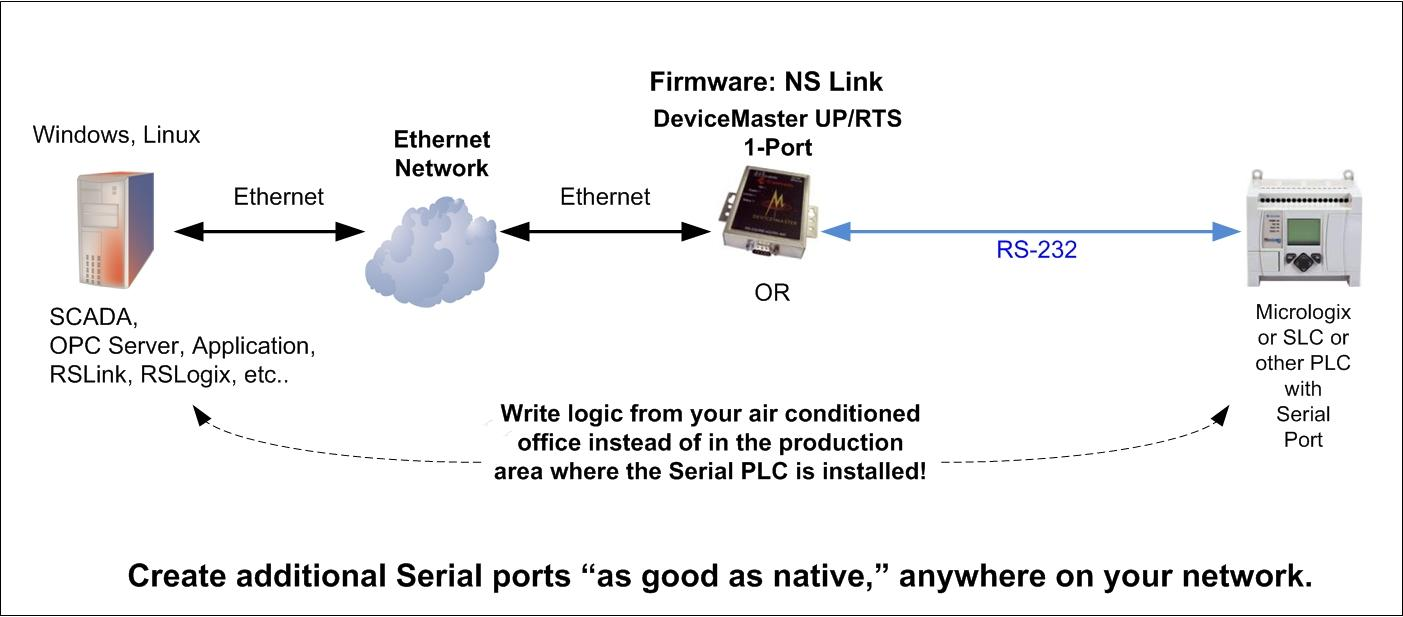 Firmware: NS Link
DeviceMaster UP/RTS
1-Port
Windows, Linux
Ethernet
Network
Ethernet
Ethernet
DEVICEMASTER
RS-232
OR
SCADA,
OPC Server, Application,
RSLink, RSLogix, etc..
Micrologix
or SLC or
other PLC
with
Serial
Port
Write logic from your air conditioned
office instead of in the production
area where the Serial PLC is installed!
Create additional Serial ports “as good as native,” anywhere on your network.